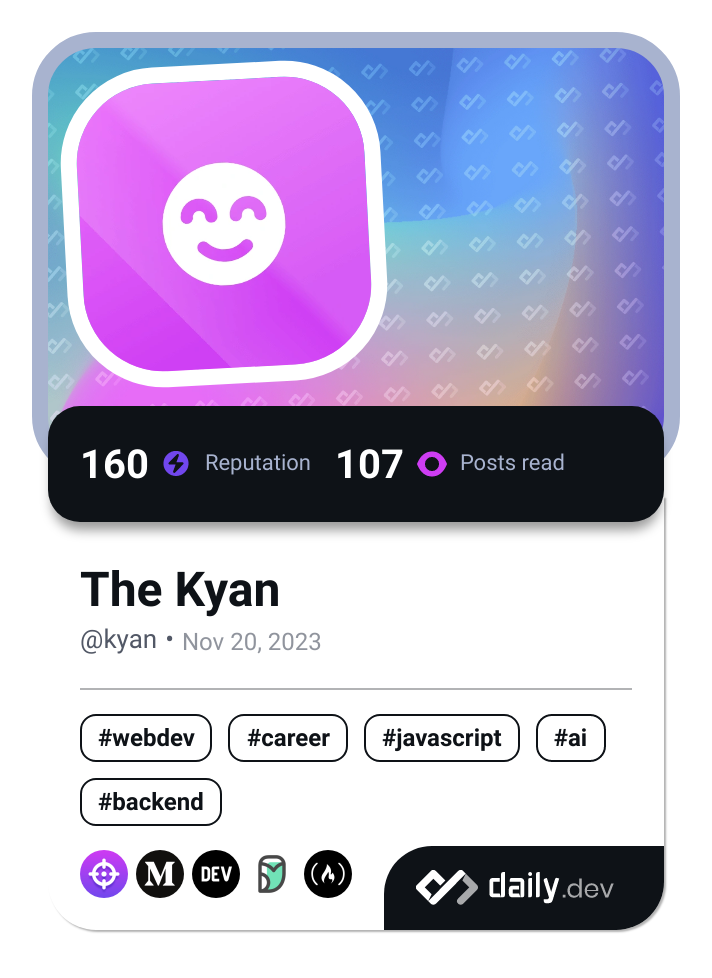 160 Reputation 107 Posts read
The Kyan
@kyan • Nov 20, 2023
#webdev #career #javascript #ai
#backend
M DEV
daily.dev